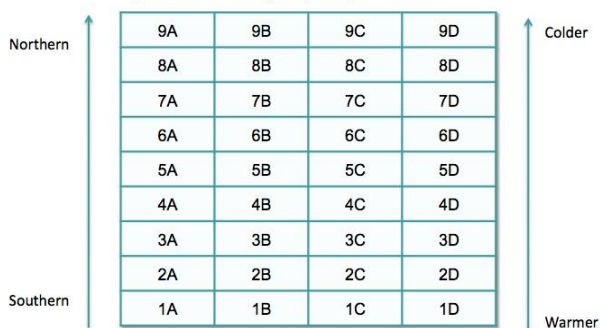 Northern
Colder
9A 9B 9C 9D
8A 8B 8C 8D
7A 7B 7C 7D
6A 6B 6C 6D
5A 5B 5C 5D
4A 4B 4C 4D
3A 3B 3C 3D
2A 2B 2C 2D
1A 1B 1C 1D
Southern
Warmer